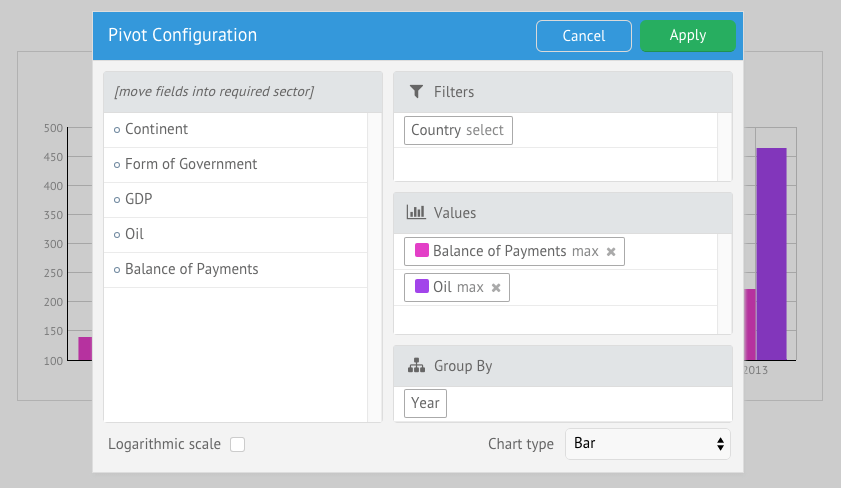 Pivot Configuration
Cancel
Apply
[move fields into required sector]
Continent
Form of Government
GDP
Oil
Balance of Payments
Filters
Country select
Values
Balance of Payments max
Oil max
Group By
Year
Logarithmic scale
Chart type
Bar
500
450
400
350
300
250
200
150
100
2013